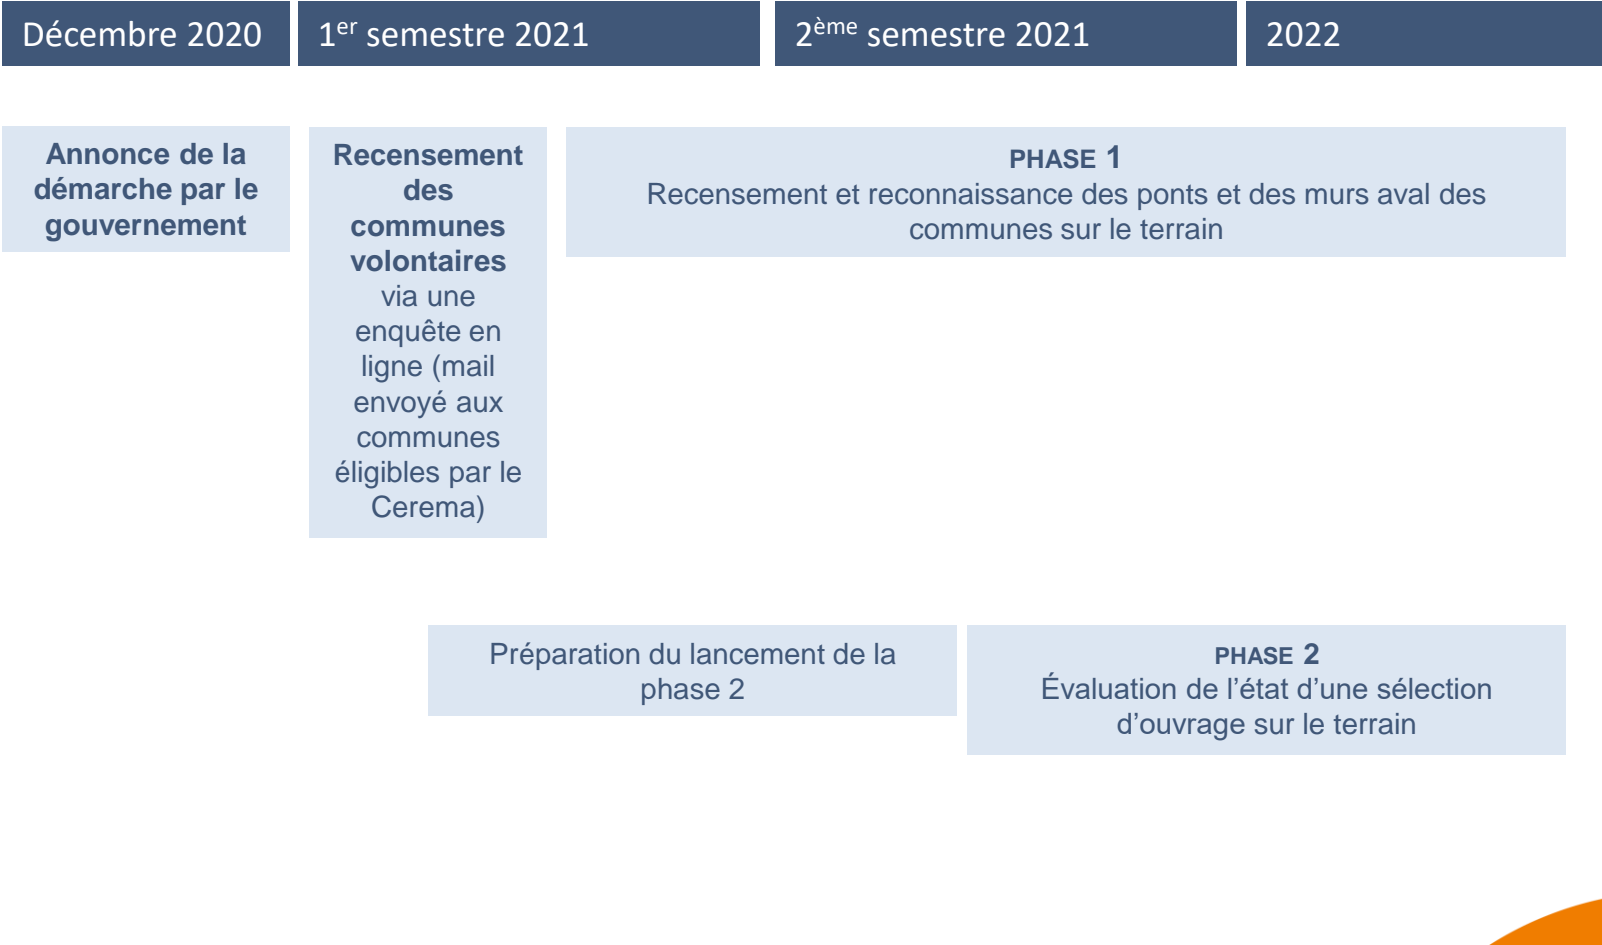 Décembre 2020
1er semestre 2021
2ème semestre 2021
2022
Annonce de la
démarche par le
gouvernement
Recensement
des
communes
volontaires
via une
enquête en
ligne (mail
envoyé aux
communes
éligibles par le
Cerema)
PHASE 1
Recensement et reconnaissance des ponts et des murs aval des
communes sur le terrain
Préparation du lancement de la
phase 2
PHASE 2
Évaluation de l’état d’une sélection
d’ouvrage sur le terrain